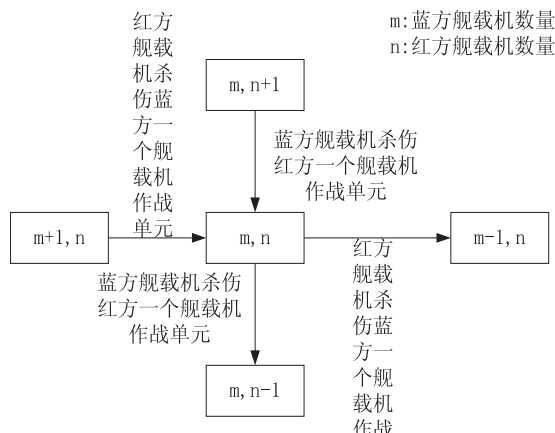 红方
舰载
机杀
伤蓝
方一
个舰
载机
作战
单元
m:蓝方舰载机数量
n:红方舰载机数量
m,n+1
蓝方舰载机杀伤
红方一个舰载机
作战单元
m+1,n
m,n
m-1,n
蓝方舰载机杀伤
红方一个舰载机
作战单元
红方
舰载
机杀
伤蓝
方一
个舰
载机
作战
m,n-1